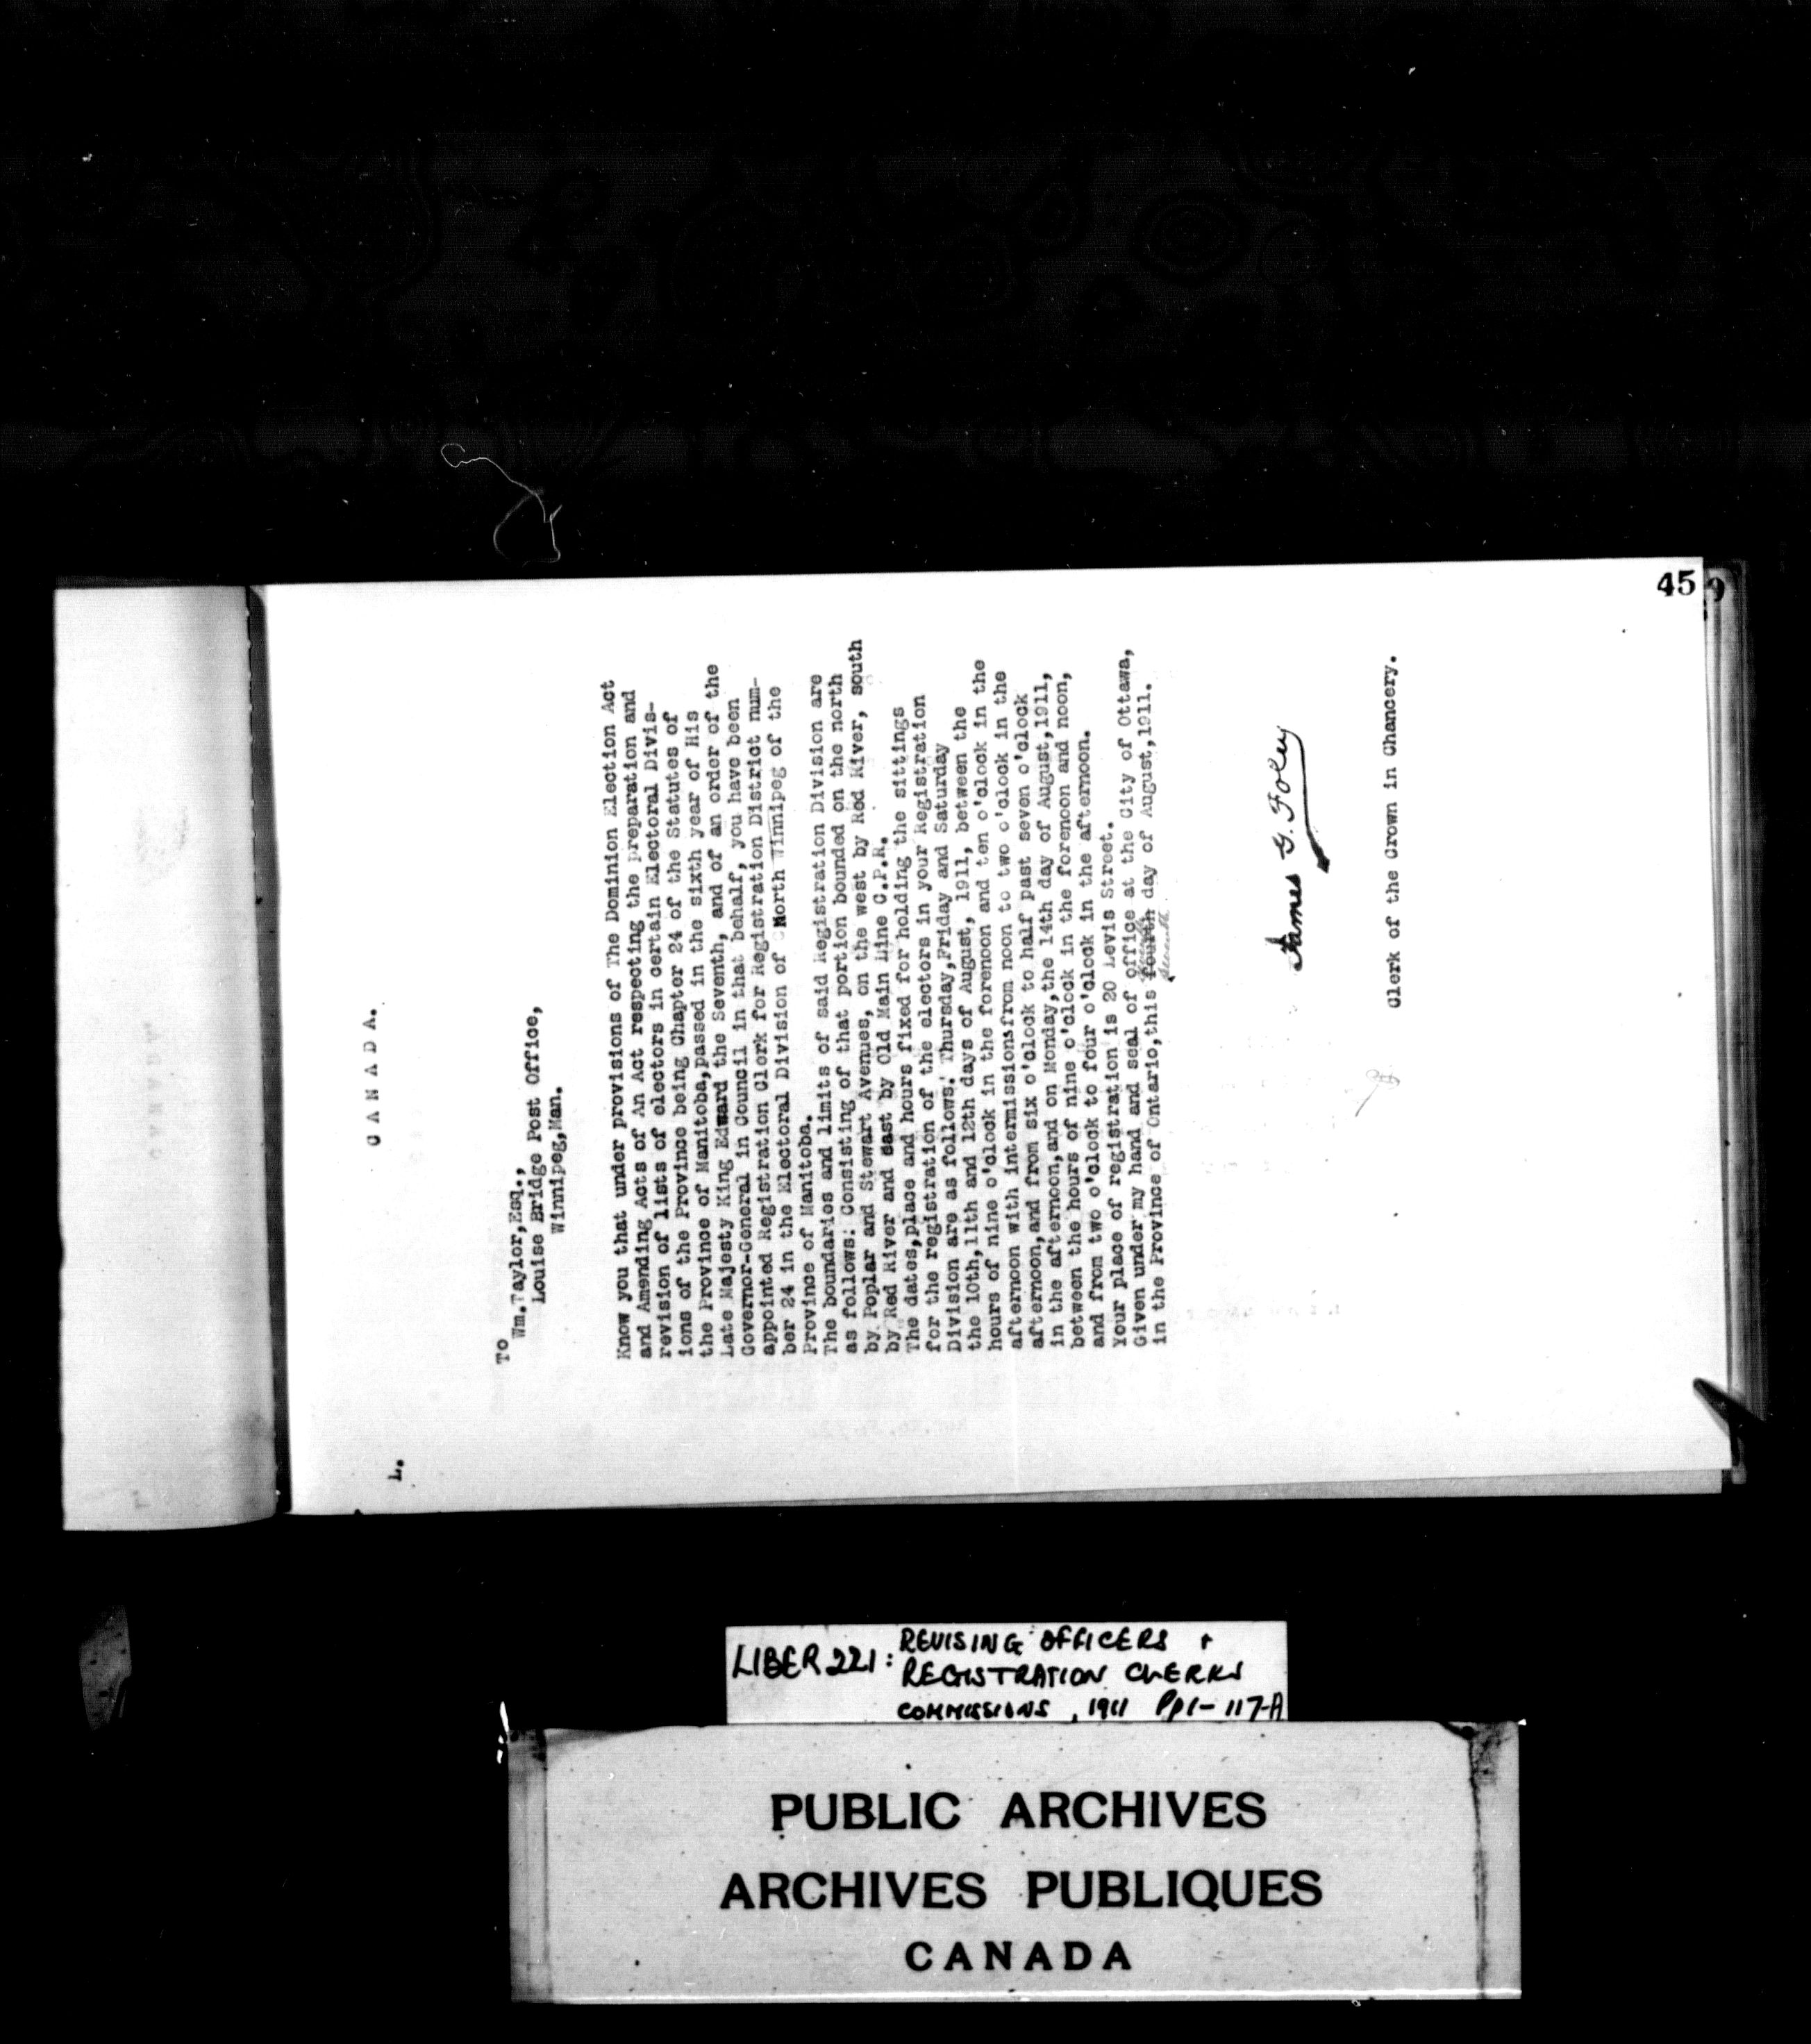 45
L.
CANADA.
To
Wm.Taylor,Esq.,
Louise Bridge Post Office,
Winnipeg,Man.
Know you that under provisions of The Dominion Election Act
and Amending Acts of An Act respecting the preparation and
revision of lists of electors in certain Electoral Divis-
ions of the Province being Chapter 24 of the Statutes of
the Province of Manitoba,passed in the sixth year of His
Late Majesty King Edward the Seventh, and of an order of the
Governor-General in Council in that behalf, you have been
appointed Registration Clerk for Registration District num-
ber 24 in the Electoral Division of North Winnipeg of the
Province of Manitoba.
The boundaries and limits of said Registration Division are
as follows: Consisting of that portion bounded on the north
by Poplar and Stewart Avenues, on the west by Red River, south
by Red River and east by Old Main Line C.P.R.
The dates,place and hours fixed for holding the sittings
for the registration of the electors in your Registration
Division are as follows. Thursday,Friday and Saturday
the 10th,11th and 12th days of August, 1911, between the
hours of nine o'clock in the forenoon and ten o'clock in the
afternoon with intermissions from noon to two o'clock in the
afternoon,and from six o'clock to half past seven o'clock
in the afternoon,and on Monday,the 14th day of August,1911,
between the hours of nine o'clock in the forenoon and noon,
and from two o'clock to four o'clock in the afternoon.
Your place of registration is 20 Levis Street.
Given under my hand and seal of office at the City of Ottawa,
in the Province of Ontario,this fourth day of August,1911.
seventh
James G. Foley
Clerk of the Crown in Chancery.
LIBER 221: REVISING OFFICERS +
REGISTRATION CLERKS
COMMISSIONS, 1911 Pp 1-117-A
PUBLIC ARCHIVES
ARCHIVES PUBLIQUES
CANADA